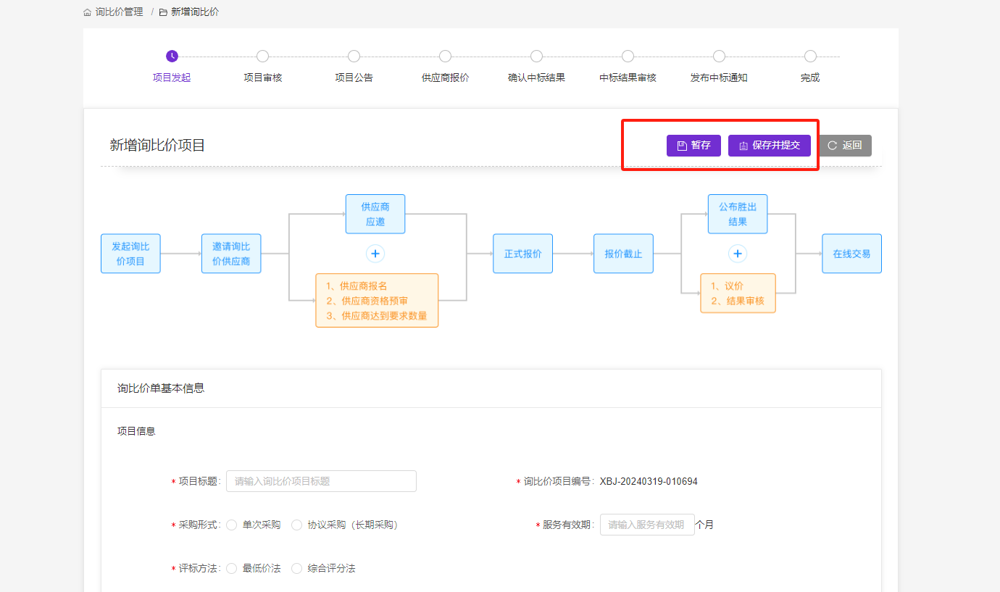 询比价管理 / 新增询比价
项目发起 项目审核 项目公告 供应商报价 确认中标结果 中标结果审核 发布中标通知 完成
新增询比价项目 暂存 保存并提交 返回
发起询比
价项目
邀请询比
价供应商
供应商
应邀
1、供应商报名
2、供应商资格预审
3、供应商达到要求数量
正式报价
报价截止
公布胜出
结果
1、议价
2、结果审核
在线交易
询比价单基本信息
项目信息
* 项目标题: 请输入询比价项目标题 * 询比价项目编号: XBJ-20240319-010694
* 采购形式: 单次采购 协议采购（长期采购） * 服务有效期: 请输入服务有效期 个月
* 评标方法: 最低价法 综合评分法